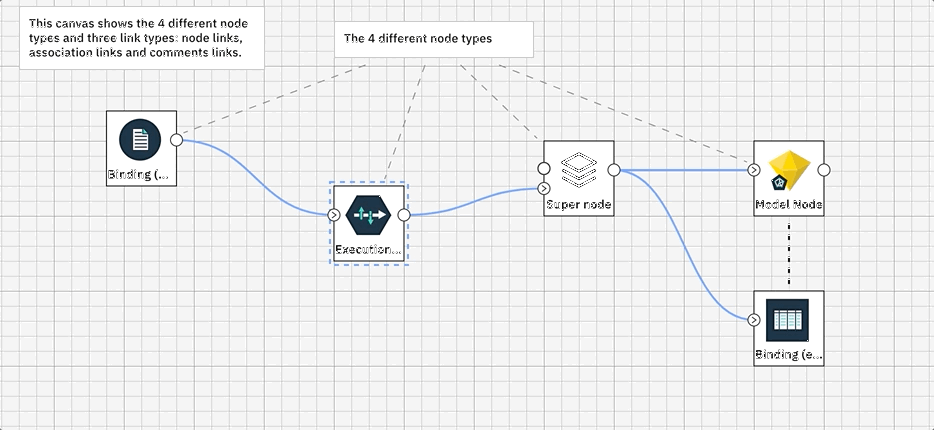 This canvas shows the 4 different node
types and three link types: node links,
association links and comments links.
The 4 different node types
Binding (...
Execution...
Super node
Model Node
Binding (e...